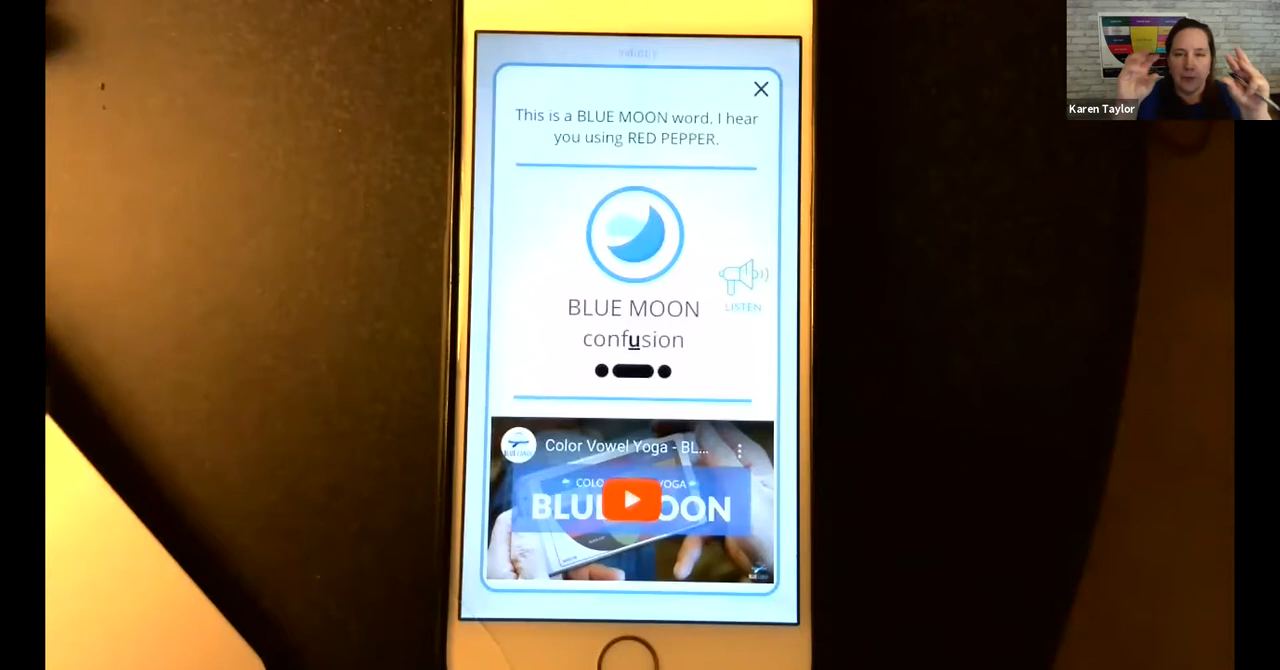 This is a BLUE MOON word. I hear
you using RED PEPPER.
LISTEN
BLUE MOON
confusion
Color Vowel Yoga - BL...
BLUE MOON
Karen Taylor